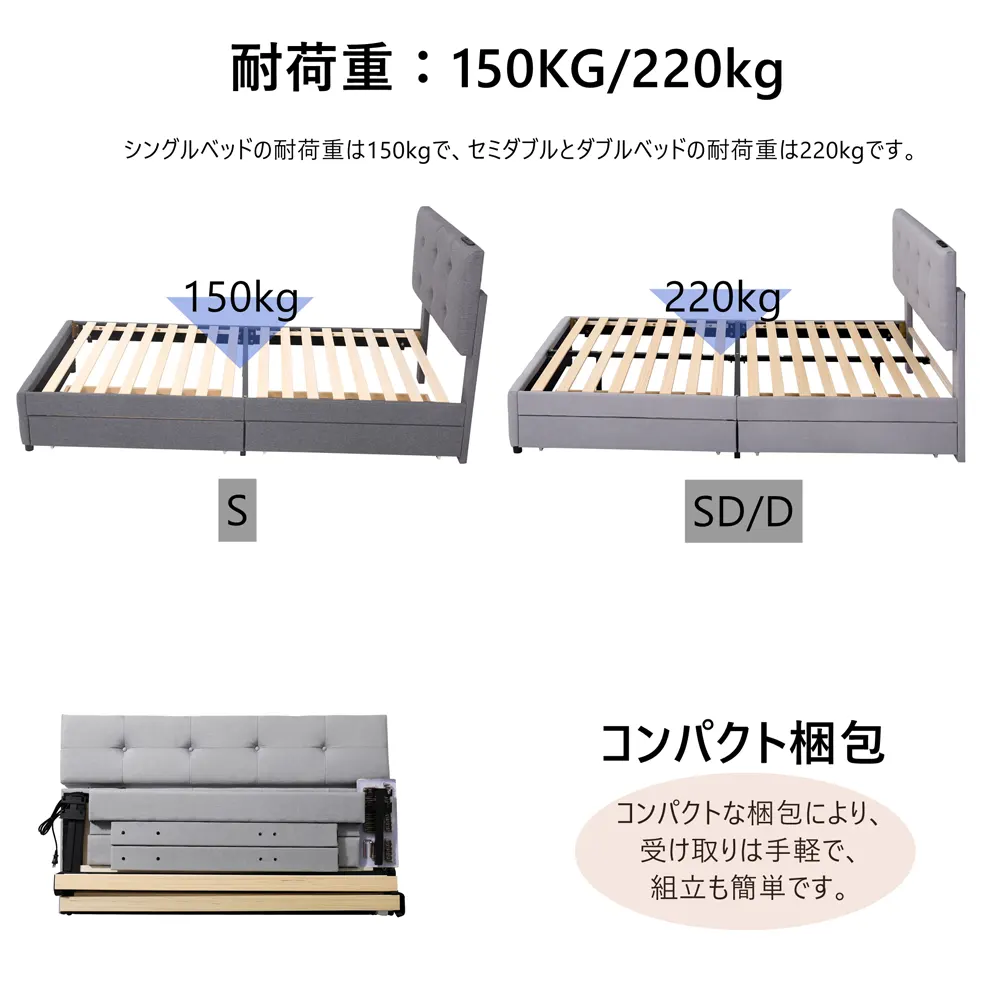 耐荷重：150KG/220kg
シングルベッドの耐荷重は150kgで、セミダブルとダブルベッドの耐荷重は220kgです。
150kg
220kg
S
SD/D
コンパクト梱包
コンパクトな梱包により、
受け取りは手軽で、
組立も簡単です。